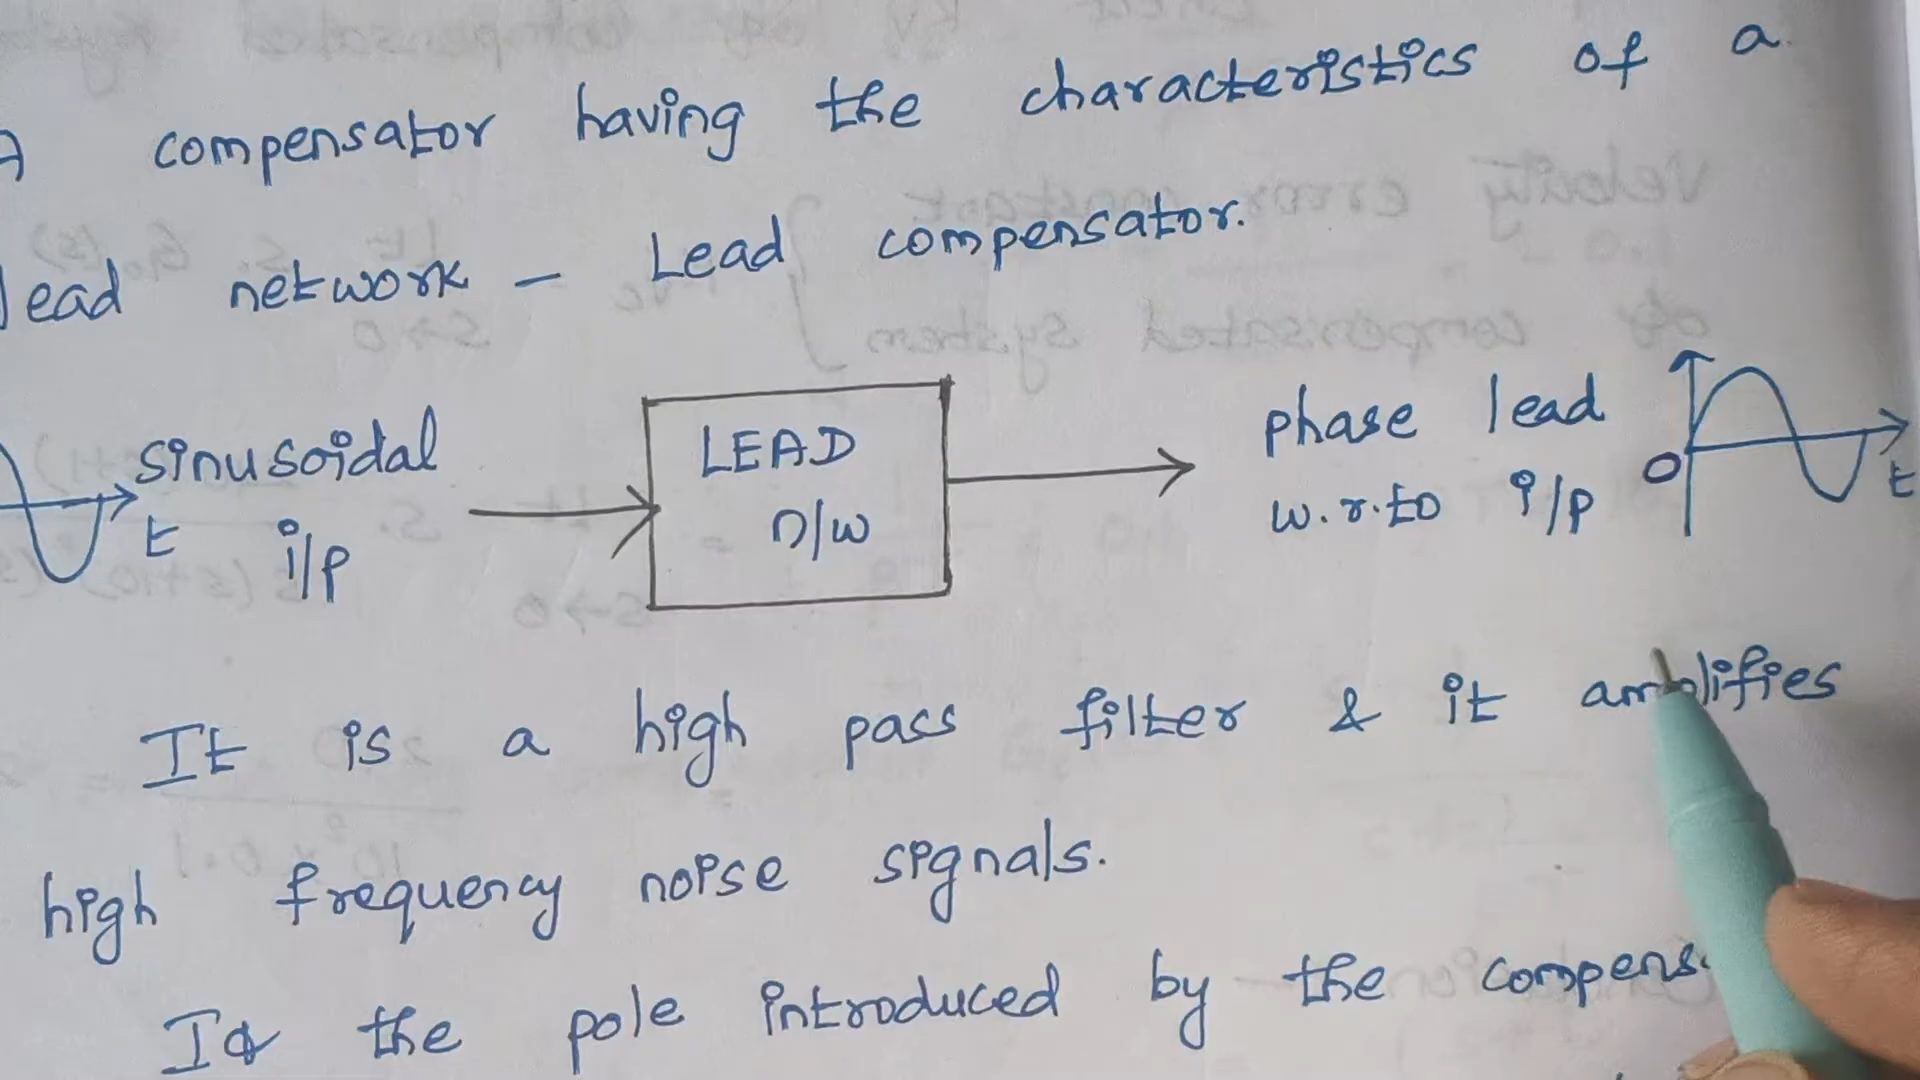 A compensator having the characteristics of a
lead network - Lead compensator.
sinusoidal
t i/p
LEAD
n/w
phase lead
w.r.to i/p
0 t
It is a high pass filter & it amplifies
high frequency noise signals.
If the pole introduced by the compens